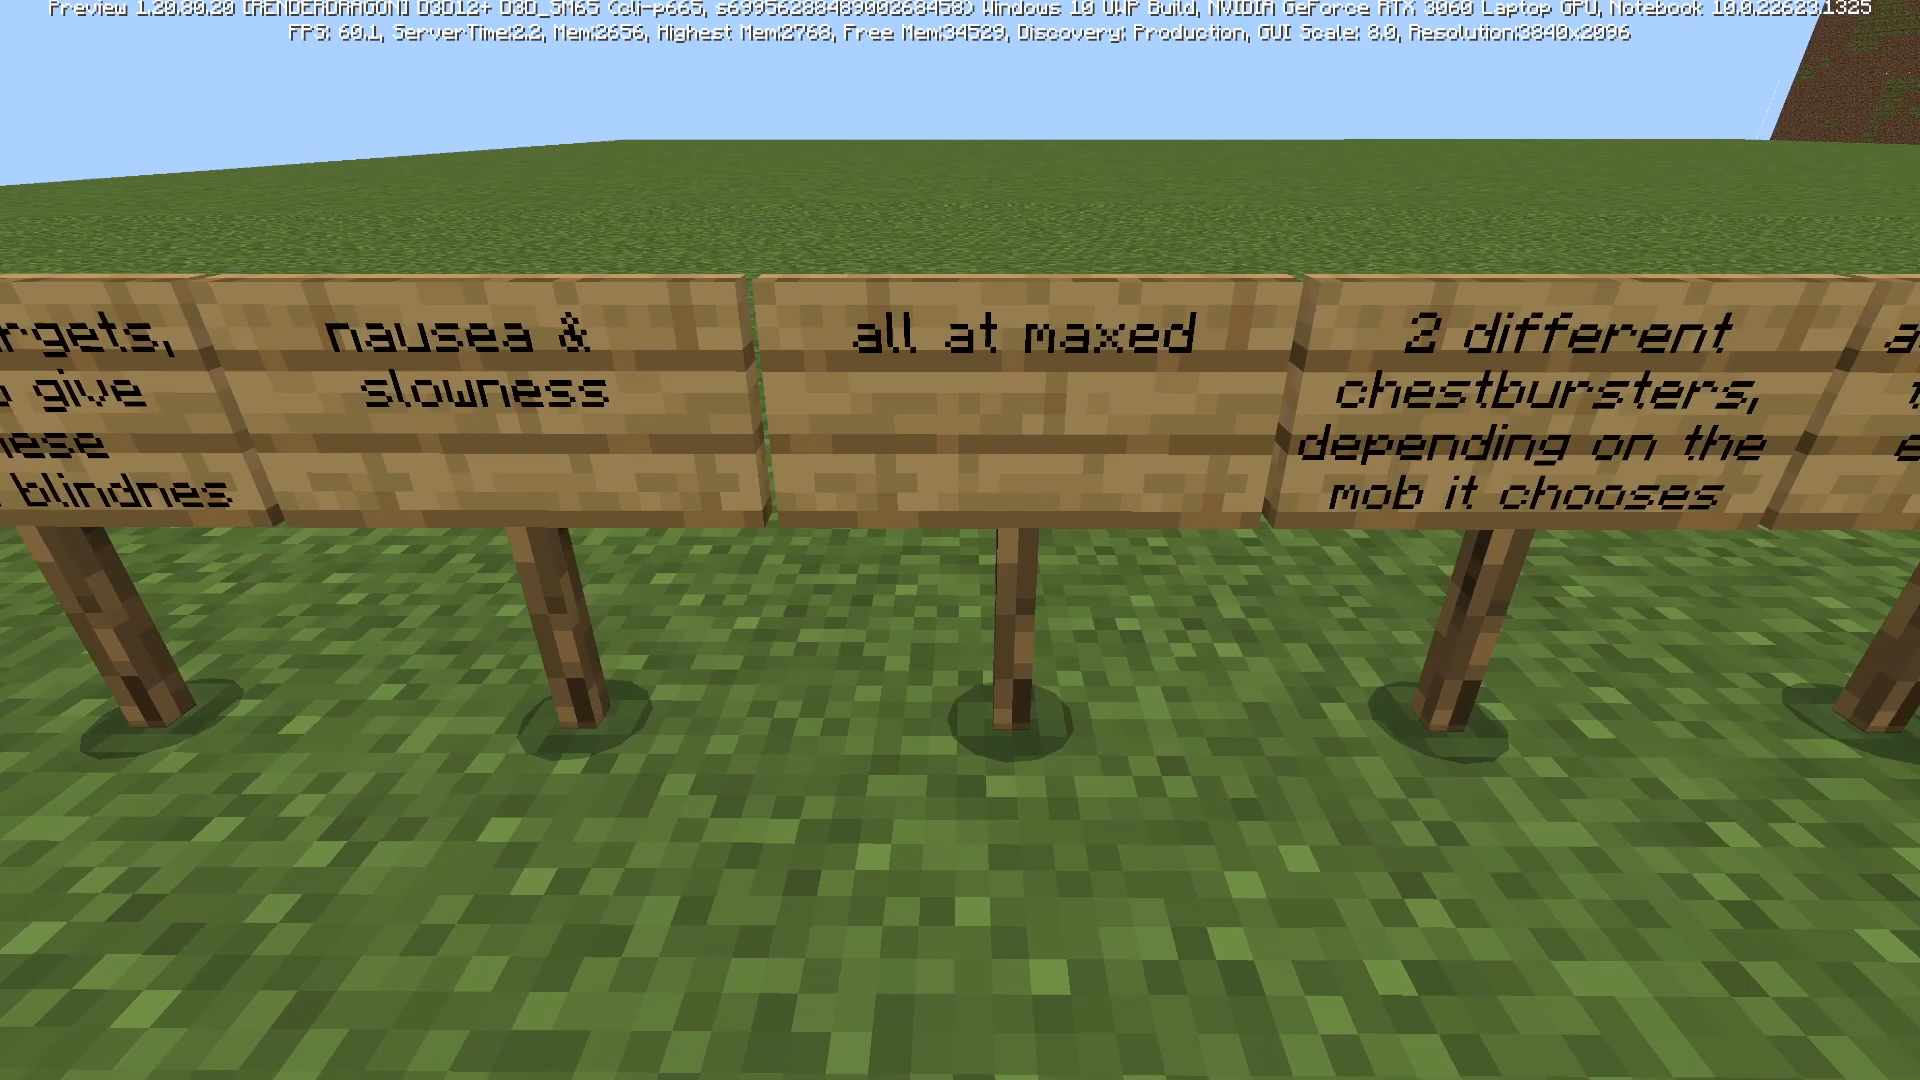 Preview 1.20.80.20 [RENDERDRAGON] D3D12+ D3D_SM65 (cli-p665, s6995628848900268458) Windows 10 UWP Build, NVIDIA GeForce RTX 3060 Laptop GPU, Notebook 10.0.22623.1325
FPS: 60.1, ServerTime:2.2, Mem:2656, Highest Mem:2768, Free Mem:34529, Discovery: Production, GUI Scale: 8.0, Resolution:3840x2096
rgets,
give
hese
blindnes
nausea &
slowness
all at maxed
2 different
chestbursters,
depending on the
mob it chooses